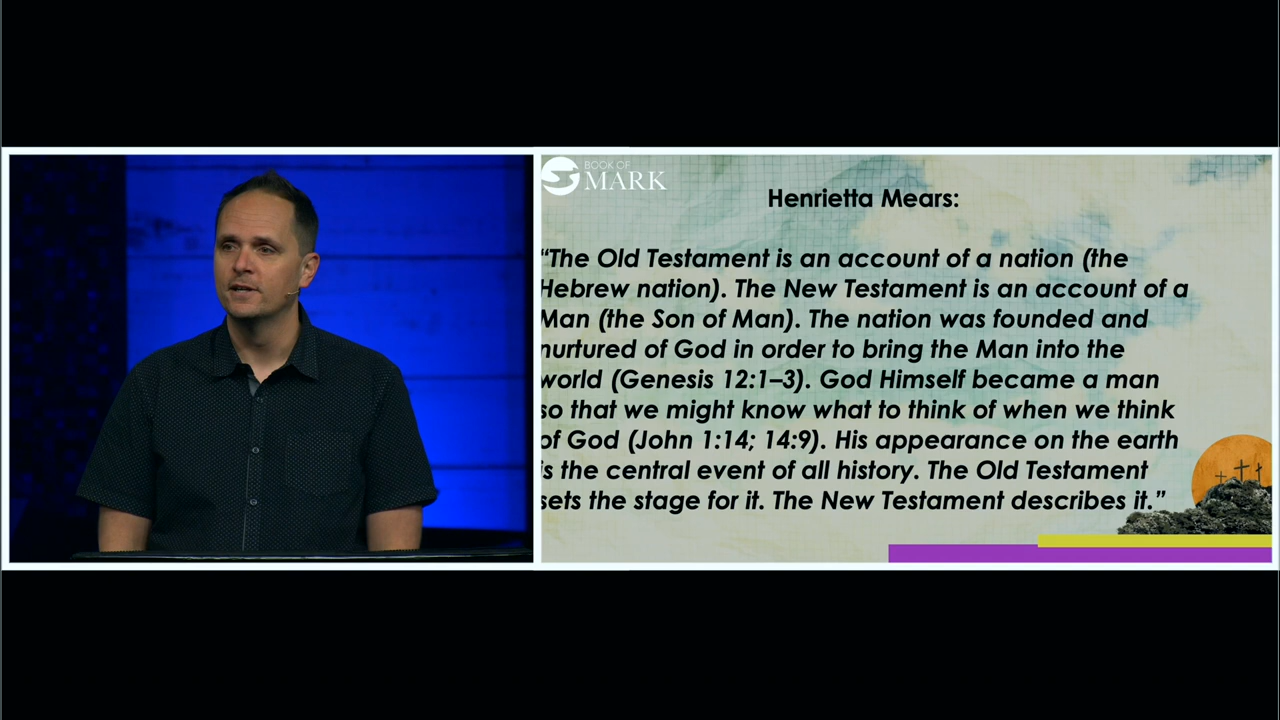 BOOK OF
MARK
Henrietta Mears:
“The Old Testament is an account of a nation (the
Hebrew nation). The New Testament is an account of a
Man (the Son of Man). The nation was founded and
nurtured of God in order to bring the Man into the
world (Genesis 12:1–3). God Himself became a man
so that we might know what to think of when we think
of God (John 1:14; 14:9). His appearance on the earth
is the central event of all history. The Old Testament
sets the stage for it. The New Testament describes it.”